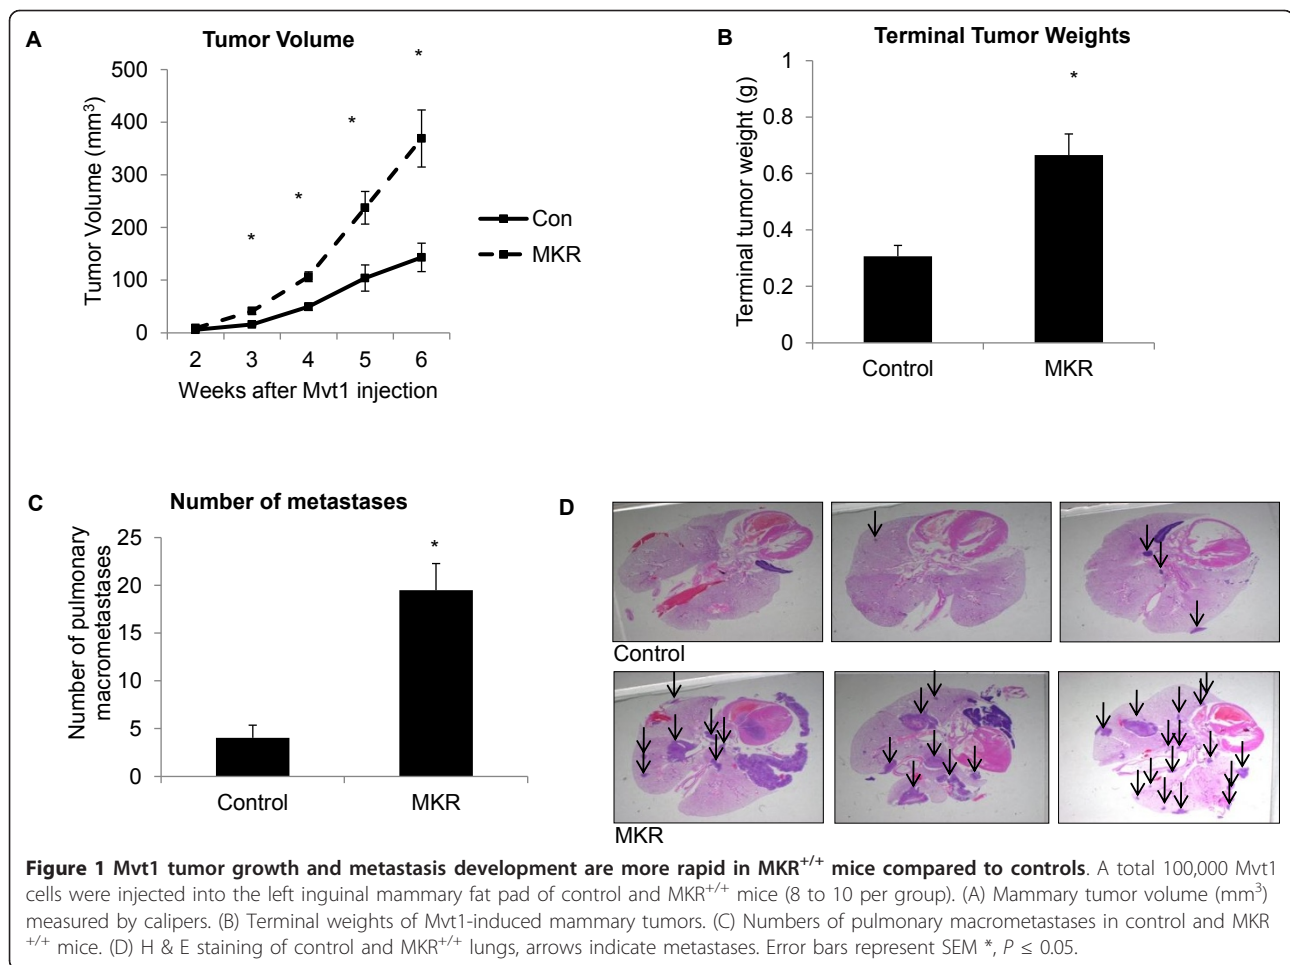 A
Tumor Volume
500
400
300
200
100
0
Tumor Volume (mm³)
*
*
*
*
2 3 4 5 6
Weeks after Mvt1 injection
Con
MKR
B
Terminal Tumor Weights
1
0.8
0.6
0.4
0.2
0
Terminal tumor weight (g)
*
Control MKR
C
Number of metastases
25
20
15
10
5
0
Number of pulmonary
macrometastases
*
Control MKR
D
Control
MKR
Figure 1 Mvt1 tumor growth and metastasis development are more rapid in MKR+/+ mice compared to controls. A total 100,000 Mvt1
cells were injected into the left inguinal mammary fat pad of control and MKR+/+ mice (8 to 10 per group). (A) Mammary tumor volume (mm³)
measured by calipers. (B) Terminal weights of Mvt1-induced mammary tumors. (C) Numbers of pulmonary macrometastases in control and MKR
+/+ mice. (D) H & E staining of control and MKR+/+ lungs, arrows indicate metastases. Error bars represent SEM *, P ≤ 0.05.